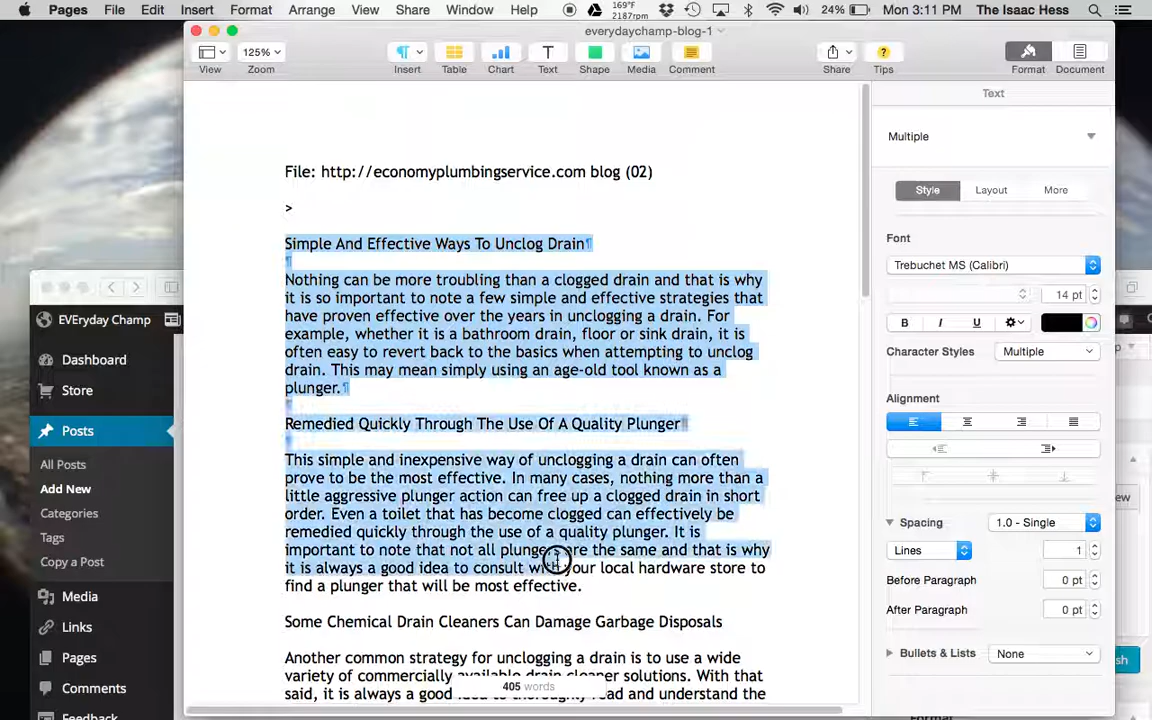 Pages File Edit Insert Format Arrange View Share Window Help 169°F 2187rpm 24% Mon 3:11 PM The Isaac Hess
everydaychamp-blog-1
125%
View Zoom Insert Table Chart Text Shape Media Comment Share Tips Format Document
Text
Multiple
Style Layout More
Font
Trebuchet MS (Calibri)
14 pt
B I U
Character Styles Multiple
Alignment
Spacing 1.0 - Single
Lines 1
Before Paragraph 0 pt
After Paragraph 0 pt
Bullets & Lists None
File: http://economyplumbingservice.com blog (02)
>
Simple And Effective Ways To Unclog Drain¶
¶
Nothing can be more troubling than a clogged drain and that is why
it is so important to note a few simple and effective strategies that
have proven effective over the years in unclogging a drain. For
example, whether it is a bathroom drain, floor or sink drain, it is
often easy to revert back to the basics when attempting to unclog
drain. This may mean simply using an age-old tool known as a
plunger.¶
¶
Remedied Quickly Through The Use Of A Quality Plunger¶
¶
This simple and inexpensive way of unclogging a drain can often
prove to be the most effective. In many cases, nothing more than a
little aggressive plunger action can free up a clogged drain in short
order. Even a toilet that has become clogged can effectively be
remedied quickly through the use of a quality plunger. It is
important to note that not all plungers are the same and that is why
it is always a good idea to consult with your local hardware store to
find a plunger that will be most effective.
Some Chemical Drain Cleaners Can Damage Garbage Disposals
Another common strategy for unclogging a drain is to use a wide
variety of commercially available drain cleaner solutions. With that
said, it is always a good idea to thoroughly read and understand the
405 words
EVEryday Champ
Dashboard
Store
Posts
All Posts
Add New
Categories
Tags
Copy a Post
Media
Links
Pages
Comments
Feedback